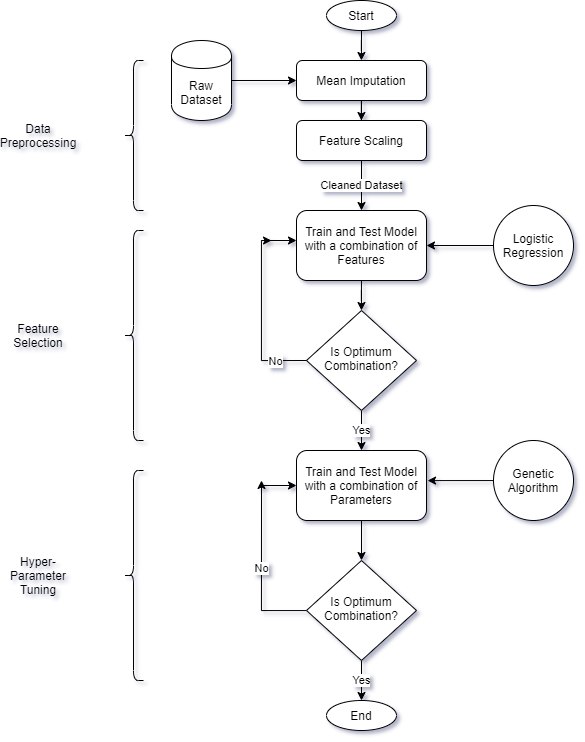 Start
Raw
Dataset
Mean Imputation
Data
Preprocessing
Feature Scaling
Cleaned Dataset
Train and Test Model
with a combination of
Features
Logistic
Regression
Feature
Selection
Is Optimum
Combination?
No
Yes
Train and Test Model
with a combination of
Parameters
Genetic
Algorithm
Hyper-
Parameter
Tuning
No
Is Optimum
Combination?
Yes
End